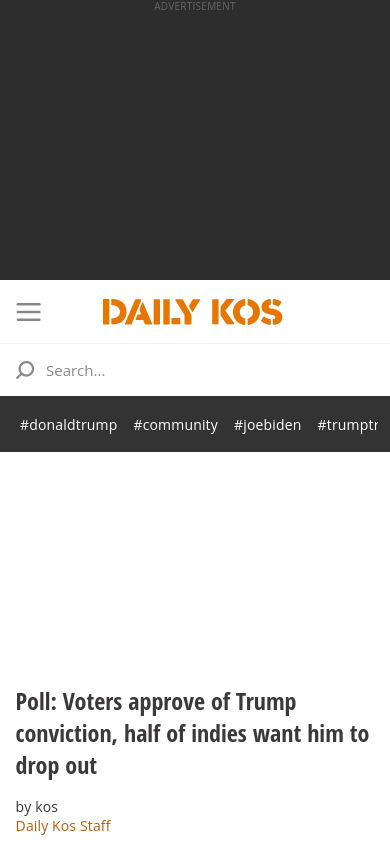 ADVERTISEMENT
DAILY KOS
Search...
#donaldtrump #community #joebiden #trumptr
Poll: Voters approve of Trump
conviction, half of indies want him to
drop out
by kos
Daily Kos Staff